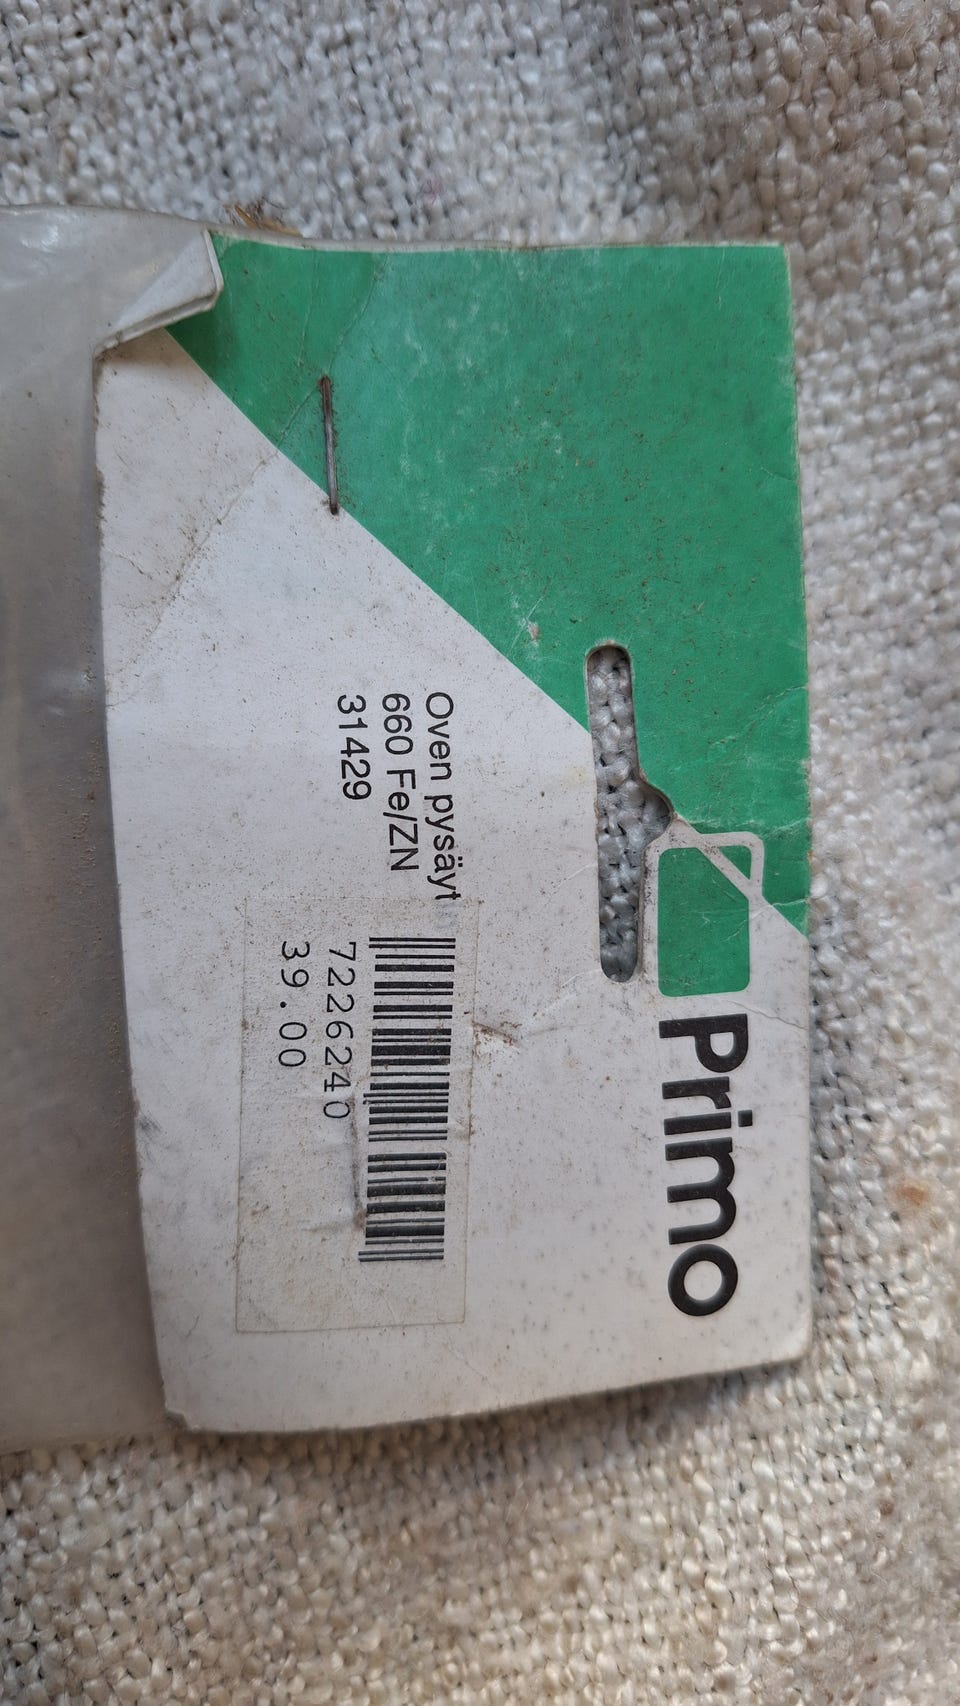 Primo
Oven pysäyt
660 Fe/ZN
31429
7226240
39.00